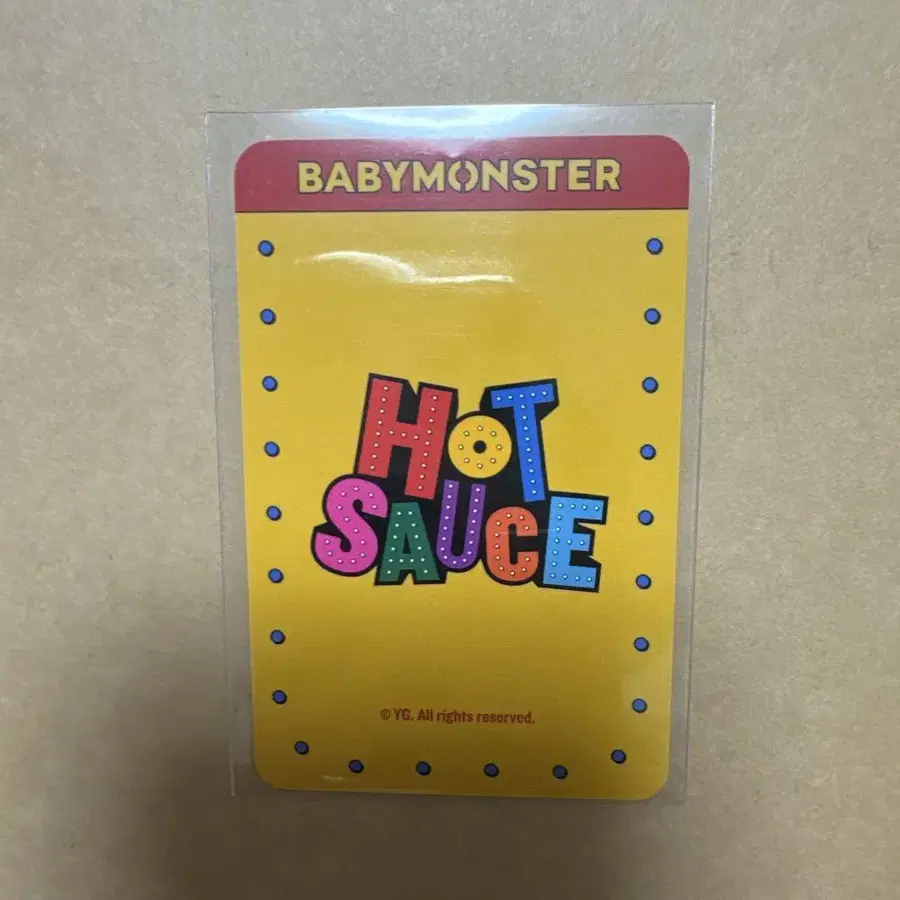 BABYMONSTER
HOT
SAUCE
© YG. All rights reserved.